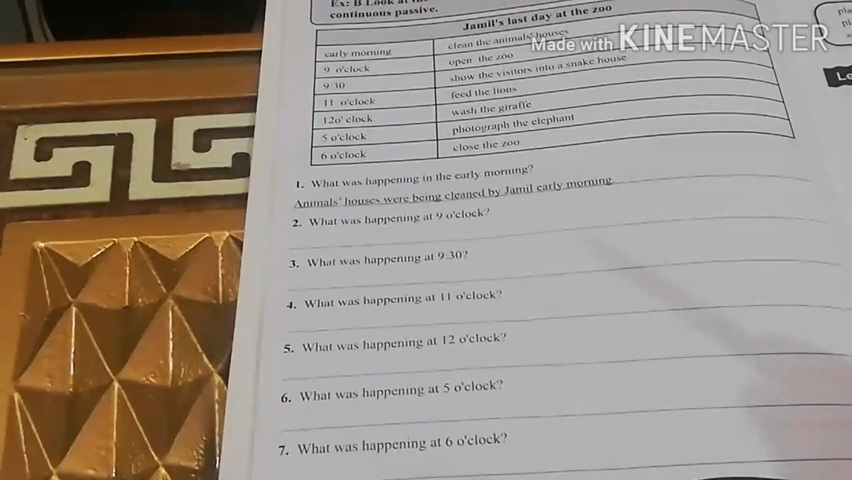 Ex: B Look at
continuous passive.
Jamil's last day at the zoo
early morning clean the animals' houses
9 o'clock open the zoo
9:30 show the visitors into a snake house
11 o'clock feed the lions
12o' clock wash the giraffe
5 o'clock photograph the elephant
6 o'clock close the zoo
Made with KINEMASTER
1. What was happening in the early morning?
Animals' houses were being cleaned by Jamil early morning
2. What was happening at 9 o'clock?
3. What was happening at 9:30?
4. What was happening at 11 o'clock?
5. What was happening at 12 o'clock?
6. What was happening at 5 o'clock?
7. What was happening at 6 o'clock?